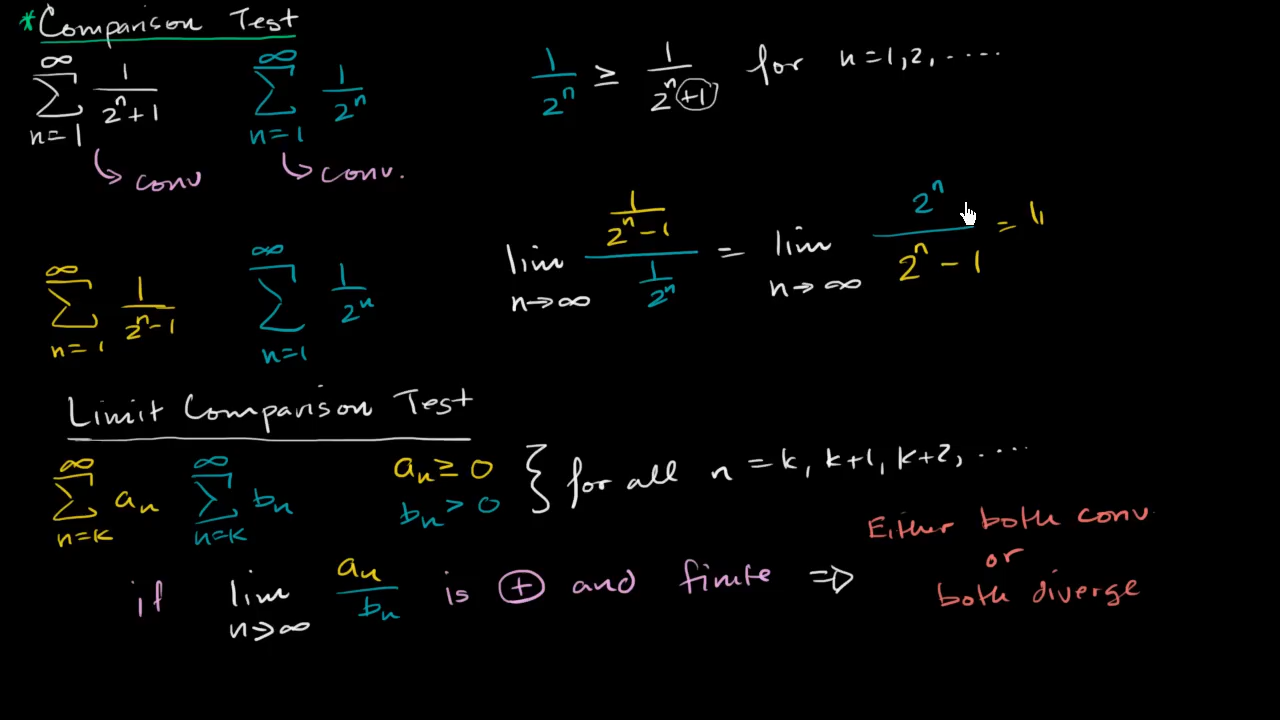 *Comparison Test
∞ ∑ n=1 1/(2^n+1) ∞ ∑ n=1 1/2^n 1/2^n ≥ 1/(2^n+1) for n=1,2,....
↳ conv ↳ conv.
∞ ∑ n=1 1/(2^n-1) ∞ ∑ n=1 1/2^n lim n→∞ (1/(2^n-1))/(1/2^n) = lim n→∞ 2^n/(2^n-1) =
Limit Comparison Test
∞ ∑ n=k a_n ∞ ∑ n=k b_n a_n ≥ 0 b_n > 0 } for all n = k, k+1, k+2, ....
if lim n→∞ a_n/b_n is ⊕ and finite ⇒ Either both conv
or
both diverge